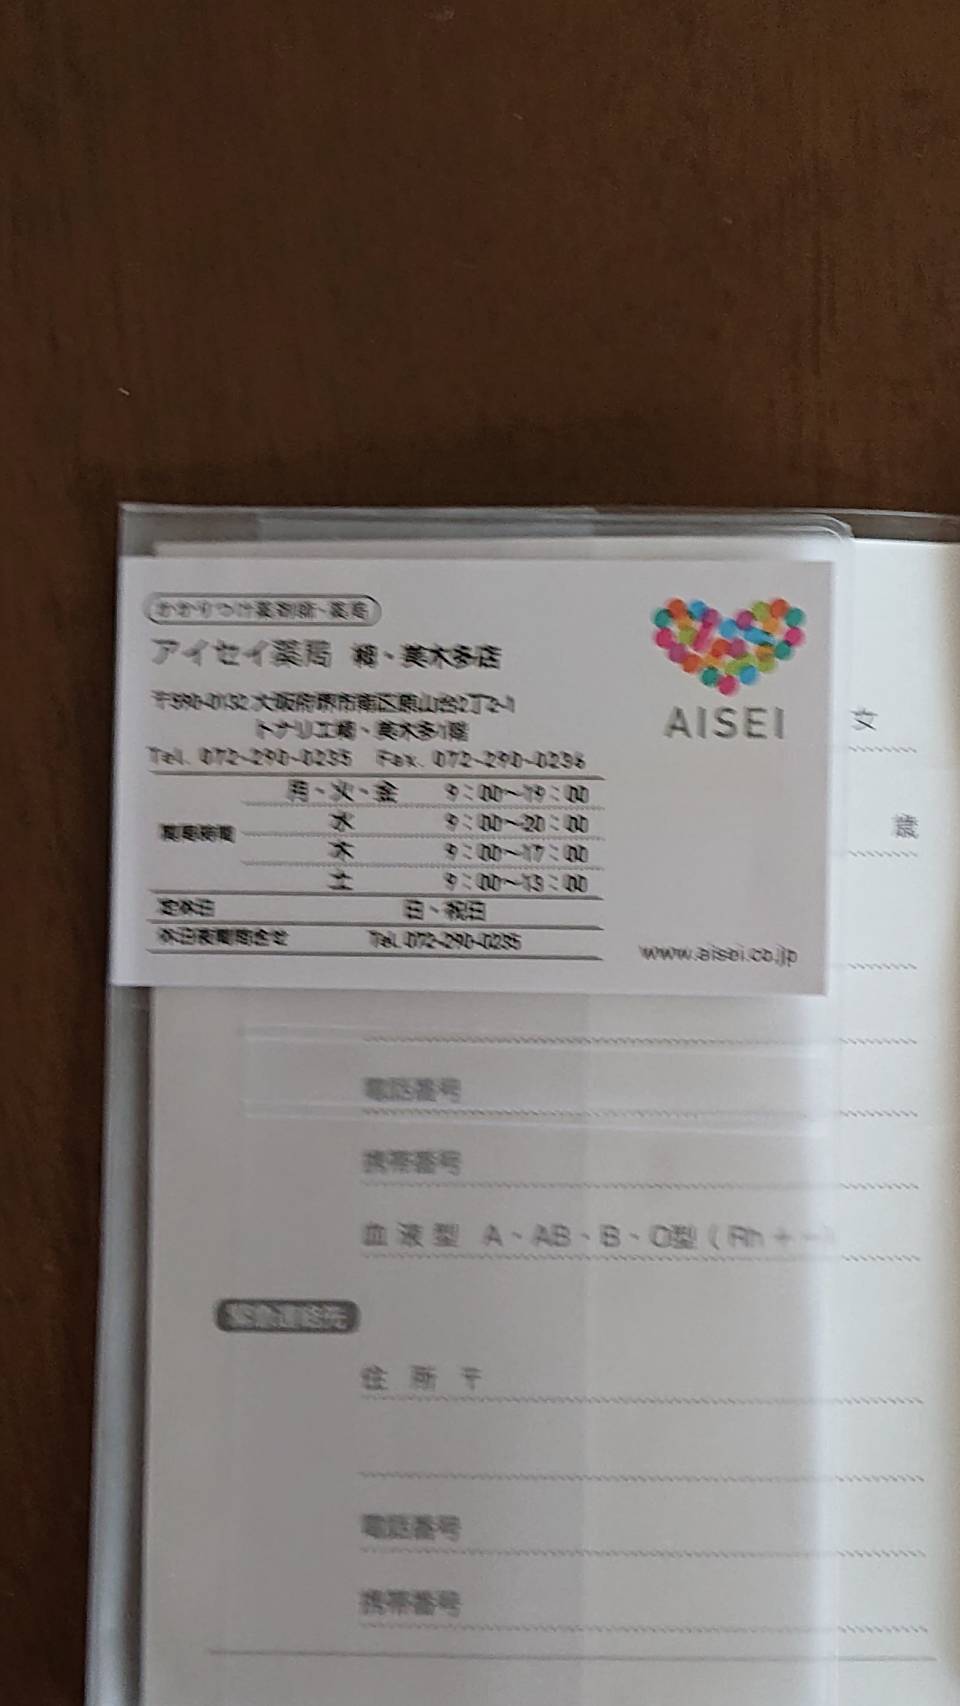 かかりつけ薬剤師・薬局
アイセイ薬局 栂・美木多店
〒590-0132 大阪府堺市南区原山台2丁2-1
トナリエ栂・美木多1階
Tel. 072-290-0235 Fax. 072-290-0236
開局時間
月・火・金 9:00〜19:00
水 9:00〜20:00
木 9:00〜17:00
土 9:00〜13:00
定休日 日・祝日
休日夜間問合せ Tel.072-290-0235
AISEI
www.aisei.co.jp
女
歳
電話番号
携帯番号
血液型 A・AB・B・O型(Rh + −)
緊急連絡先
住所 〒
電話番号
携帯番号